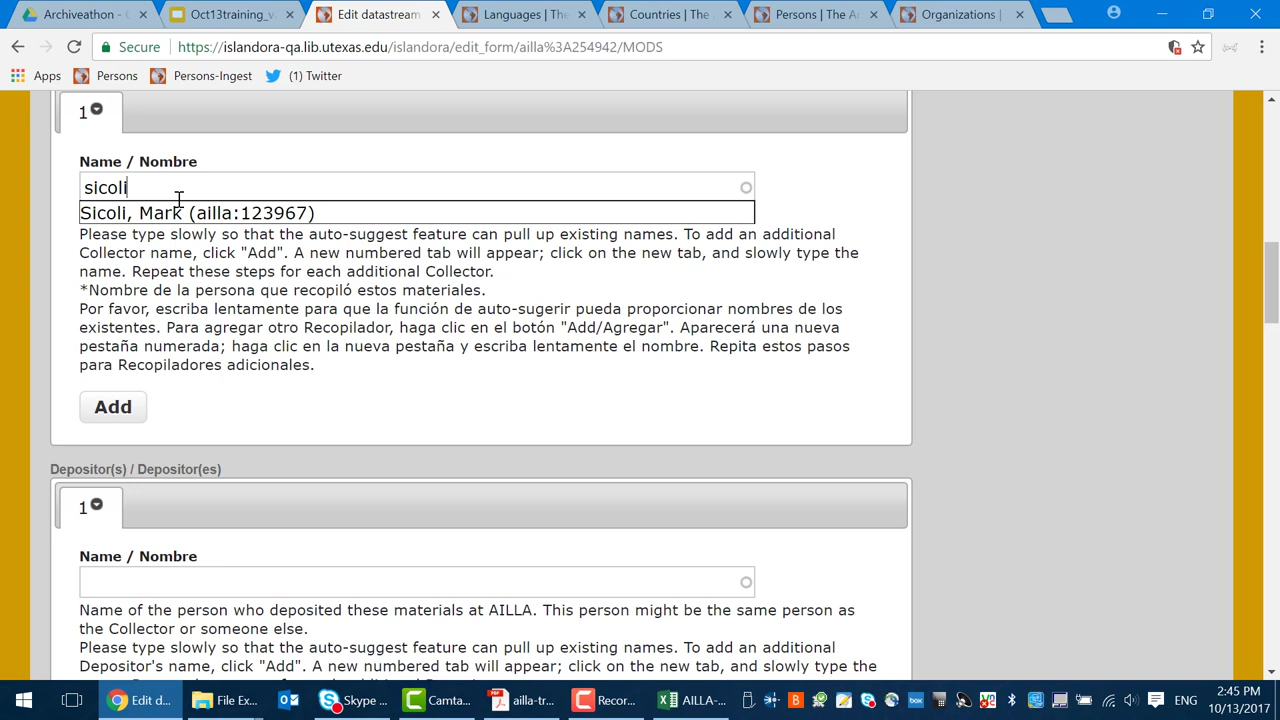 Archiveathon - G
Oct13training_v
Edit datastream
Languages | The
Countries | The A
Persons | The Ar
Organizations |
Secure
https://islandora-qa.lib.utexas.edu/islandora/edit_form/ailla%3A254942/MODS
Apps
Persons
Persons-Ingest
(1) Twitter
1
Name / Nombre
sicoli
Sicoli, Mark (ailla:123967)
Please type slowly so that the auto-suggest feature can pull up existing names. To add an additional
Collector name, click "Add". A new numbered tab will appear; click on the new tab, and slowly type the
name. Repeat these steps for each additional Collector.
*Nombre de la persona que recopiló estos materiales.
Por favor, escriba lentamente para que la función de auto-sugerir pueda proporcionar nombres de los
existentes. Para agregar otro Recopilador, haga clic en el botón "Add/Agregar". Aparecerá una nueva
pestaña numerada; haga clic en la nueva pestaña y escriba lentamente el nombre. Repita estos pasos
para Recopiladores adicionales.
Add
Depositor(s) / Depositor(es)
1
Name / Nombre
Name of the person who deposited these materials at AILLA. This person might be the same person as
the Collector or someone else.
Please type slowly so that the auto-suggest feature can pull up existing names. To add an additional
Depositor's name, click "Add". A new numbered tab will appear; click on the new tab, and slowly type the
Edit d...
File Ex...
Skype ...
Camta...
ailla-tr...
Recor...
AILLA-...
ENG
2:45 PM
10/13/2017